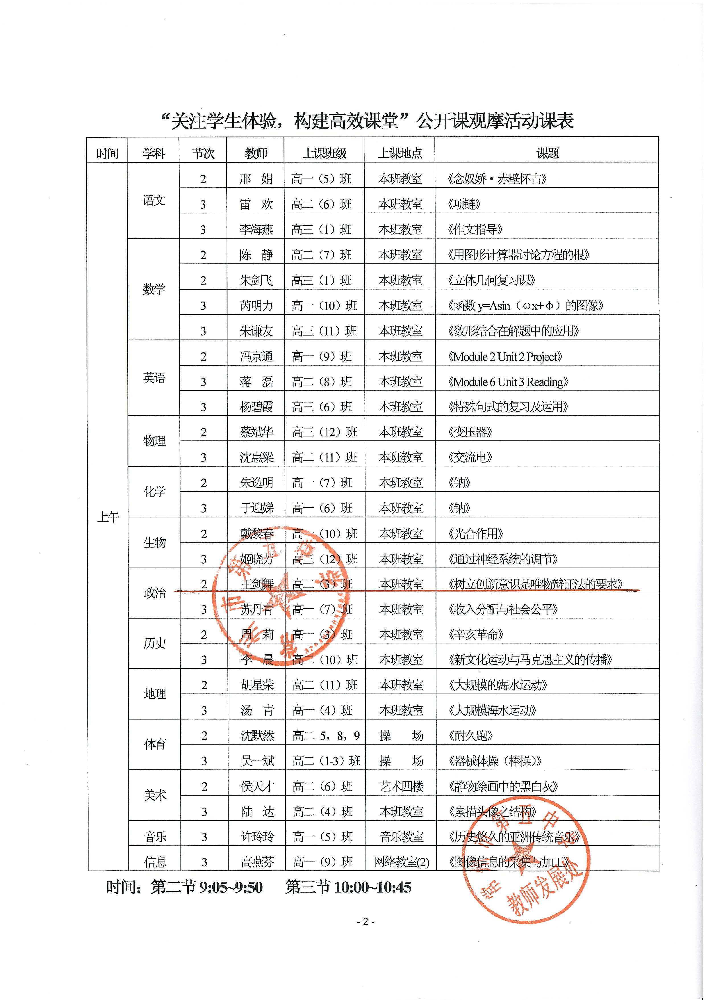 “关注学生体验，构建高效课堂”公开课观摩活动课表
时间 学科 节次 教师 上课班级 上课地点 课题
上午
语文 2 邢 娟 高一（5）班 本班教室 《念奴娇·赤壁怀古》
3 雷 欢 高二（6）班 本班教室 《项链》
3 李海燕 高三（1）班 本班教室 《作文指导》
数学 2 陈 静 高二（7）班 本班教室 《用图形计算器讨论方程的根》
2 朱剑飞 高三（1）班 本班教室 《立体几何复习课》
3 芮明力 高一（10）班 本班教室 《函数 y=Asin（ωx+φ）的图像》
3 朱谦友 高三（11）班 本班教室 《数形结合在解题中的应用》
英语 2 冯京通 高一（9）班 本班教室 《Module 2 Unit 2 Project》
3 蒋 磊 高二（8）班 本班教室 《Module 6 Unit 3 Reading》
3 杨碧霞 高三（6）班 本班教室 《特殊句式的复习及运用》
物理 2 蔡斌华 高三（12）班 本班教室 《变压器》
3 沈惠梁 高二（11）班 本班教室 《交流电》
化学 2 朱逸明 高一（7）班 本班教室 《钠》
3 于迎娣 高一（6）班 本班教室 《钠》
生物 2 戴黎春 高一（10）班 本班教室 《光合作用》
3 姬晓芳 高三（12）班 本班教室 《通过神经系统的调节》
政治 2 王剑舞 高二（3）班 本班教室 《树立创新意识是唯物辩证法的要求》
3 苏丹青 高一（7）班 本班教室 《收入分配与社会公平》
历史 2 周 莉 高一（3）班 本班教室 《辛亥革命》
3 李 晨 高二（10）班 本班教室 《新文化运动与马克思主义的传播》
地理 2 胡星荣 高二（11）班 本班教室 《大规模的海水运动》
3 汤 青 高一（4）班 本班教室 《大规模海水运动》
体育 2 沈默然 高二 5，8，9 操 场 《耐久跑》
3 吴一斌 高二（1-3）班 操 场 《器械体操（棒操）》
美术 2 侯天才 高二（6）班 艺术四楼 《静物绘画中的黑白灰》
3 陆 达 高二（4）班 本班教室 《素描头像之结构》
音乐 3 许玲玲 高一（5）班 音乐教室 《历史悠久的亚洲传统音乐》
信息 3 高燕芬 高一（9）班 网络教室(2) 《图像信息的采集与加工》
时间：第二节 9:05~9:50 第三节 10:00~10:45
常州市第五中学
常州市第五中学
教师发展处
- 2 -